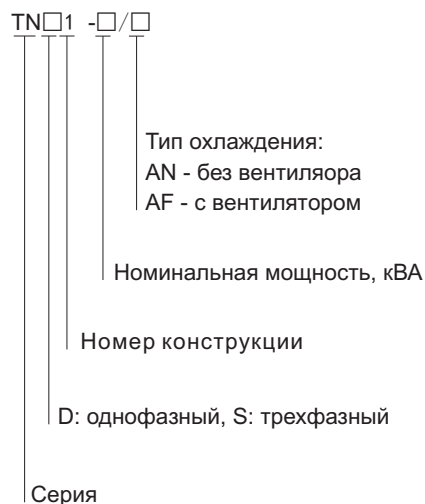 TN□1 -□/□
Тип охлаждения:
AN - без вентиляора
AF - с вентилятором
Номинальная мощность, кВА
Номер конструкции
D: однофазный, S: трехфазный
Серия